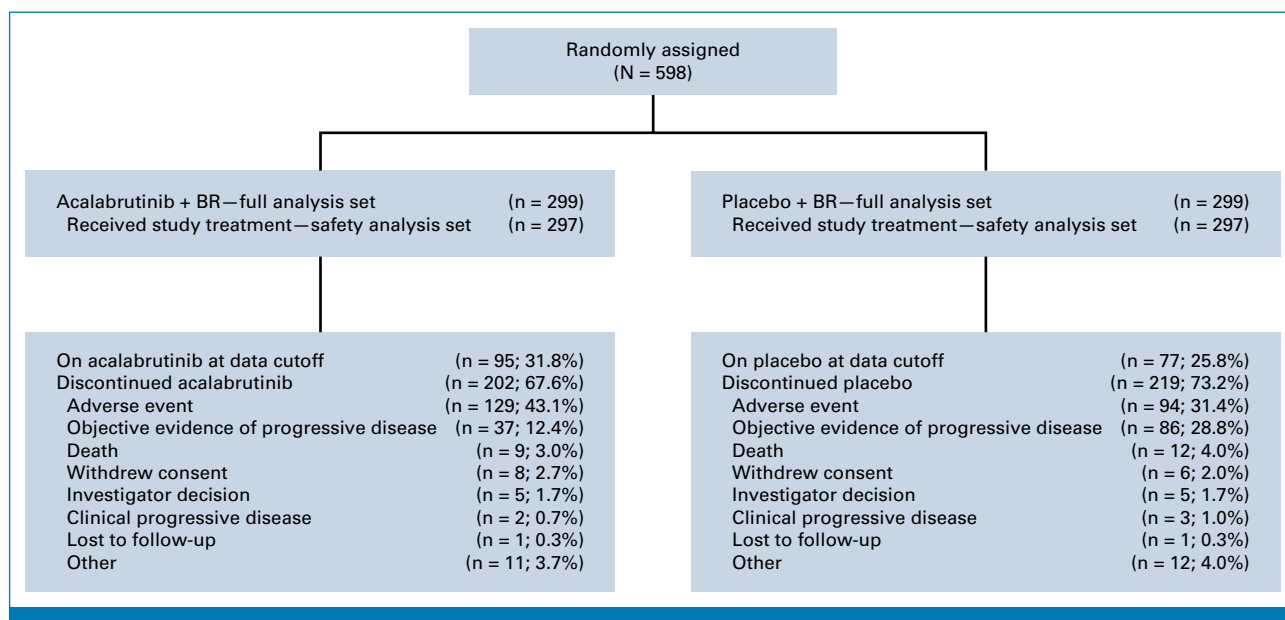 Randomly assigned
(N = 598)
Acalabrutinib + BR—full analysis set (n = 299)
Received study treatment—safety analysis set (n = 297)
Placebo + BR—full analysis set (n = 299)
Received study treatment—safety analysis set (n = 297)
On acalabrutinib at data cutoff (n = 95; 31.8%)
Discontinued acalabrutinib (n = 202; 67.6%)
Adverse event (n = 129; 43.1%)
Objective evidence of progressive disease (n = 37; 12.4%)
Death (n = 9; 3.0%)
Withdrew consent (n = 8; 2.7%)
Investigator decision (n = 5; 1.7%)
Clinical progressive disease (n = 2; 0.7%)
Lost to follow-up (n = 1; 0.3%)
Other (n = 11; 3.7%)
On placebo at data cutoff (n = 77; 25.8%)
Discontinued placebo (n = 219; 73.2%)
Adverse event (n = 94; 31.4%)
Objective evidence of progressive disease (n = 86; 28.8%)
Death (n = 12; 4.0%)
Withdrew consent (n = 6; 2.0%)
Investigator decision (n = 5; 1.7%)
Clinical progressive disease (n = 3; 1.0%)
Lost to follow-up (n = 1; 0.3%)
Other (n = 12; 4.0%)